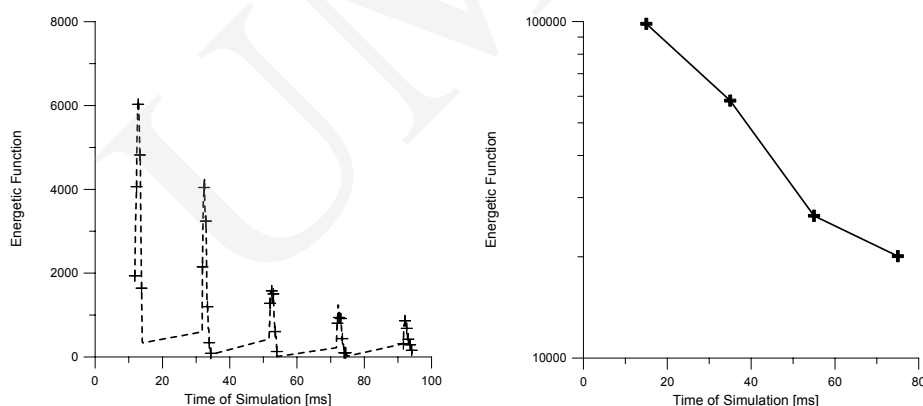 8000
6000
4000
2000
0
Energetic Function
0 20 40 60 80 100
Time of Simulation [ms]
100000
10000
Energetic Function
0 20 40 60 80
Time of Simulation [ms]
UM